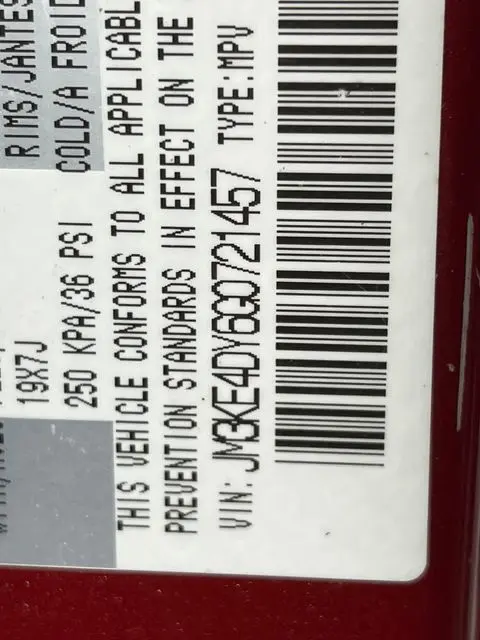 RIMS/JANTES
COLD/A FROID
19X7J
250 KPA/36 PSI
THIS VEHICLE CONFORMS TO ALL APPLICABL
PREVENTION STANDARDS IN EFFECT ON THE
VIN: JM3KE4DY6G0721457 TYPE:MPV